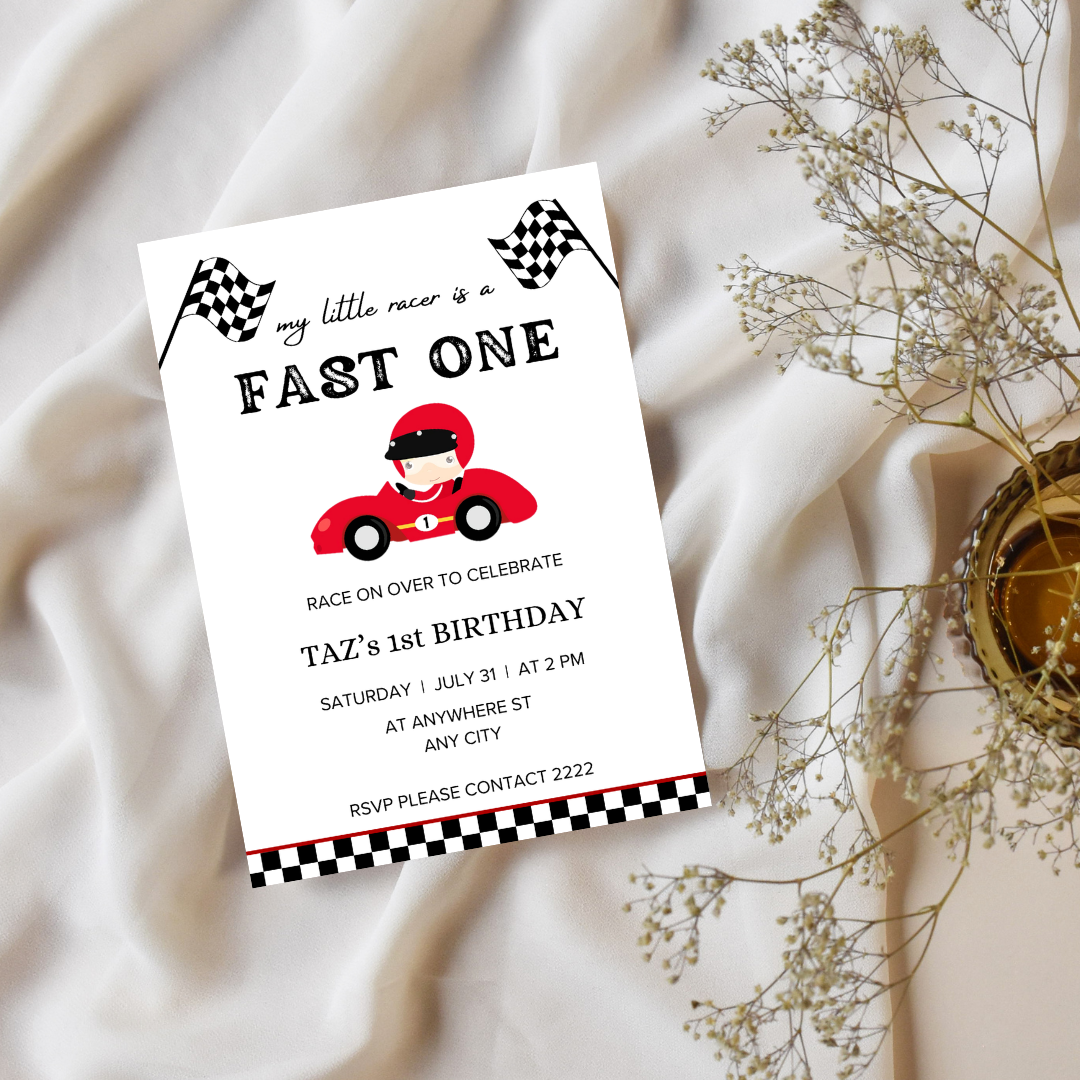 my little racer is a
FAST ONE
1
RACE ON OVER TO CELEBRATE
TAZ's 1st BIRTHDAY
SATURDAY | JULY 31 | AT 2 PM
AT ANYWHERE ST
ANY CITY
RSVP PLEASE CONTACT 2222